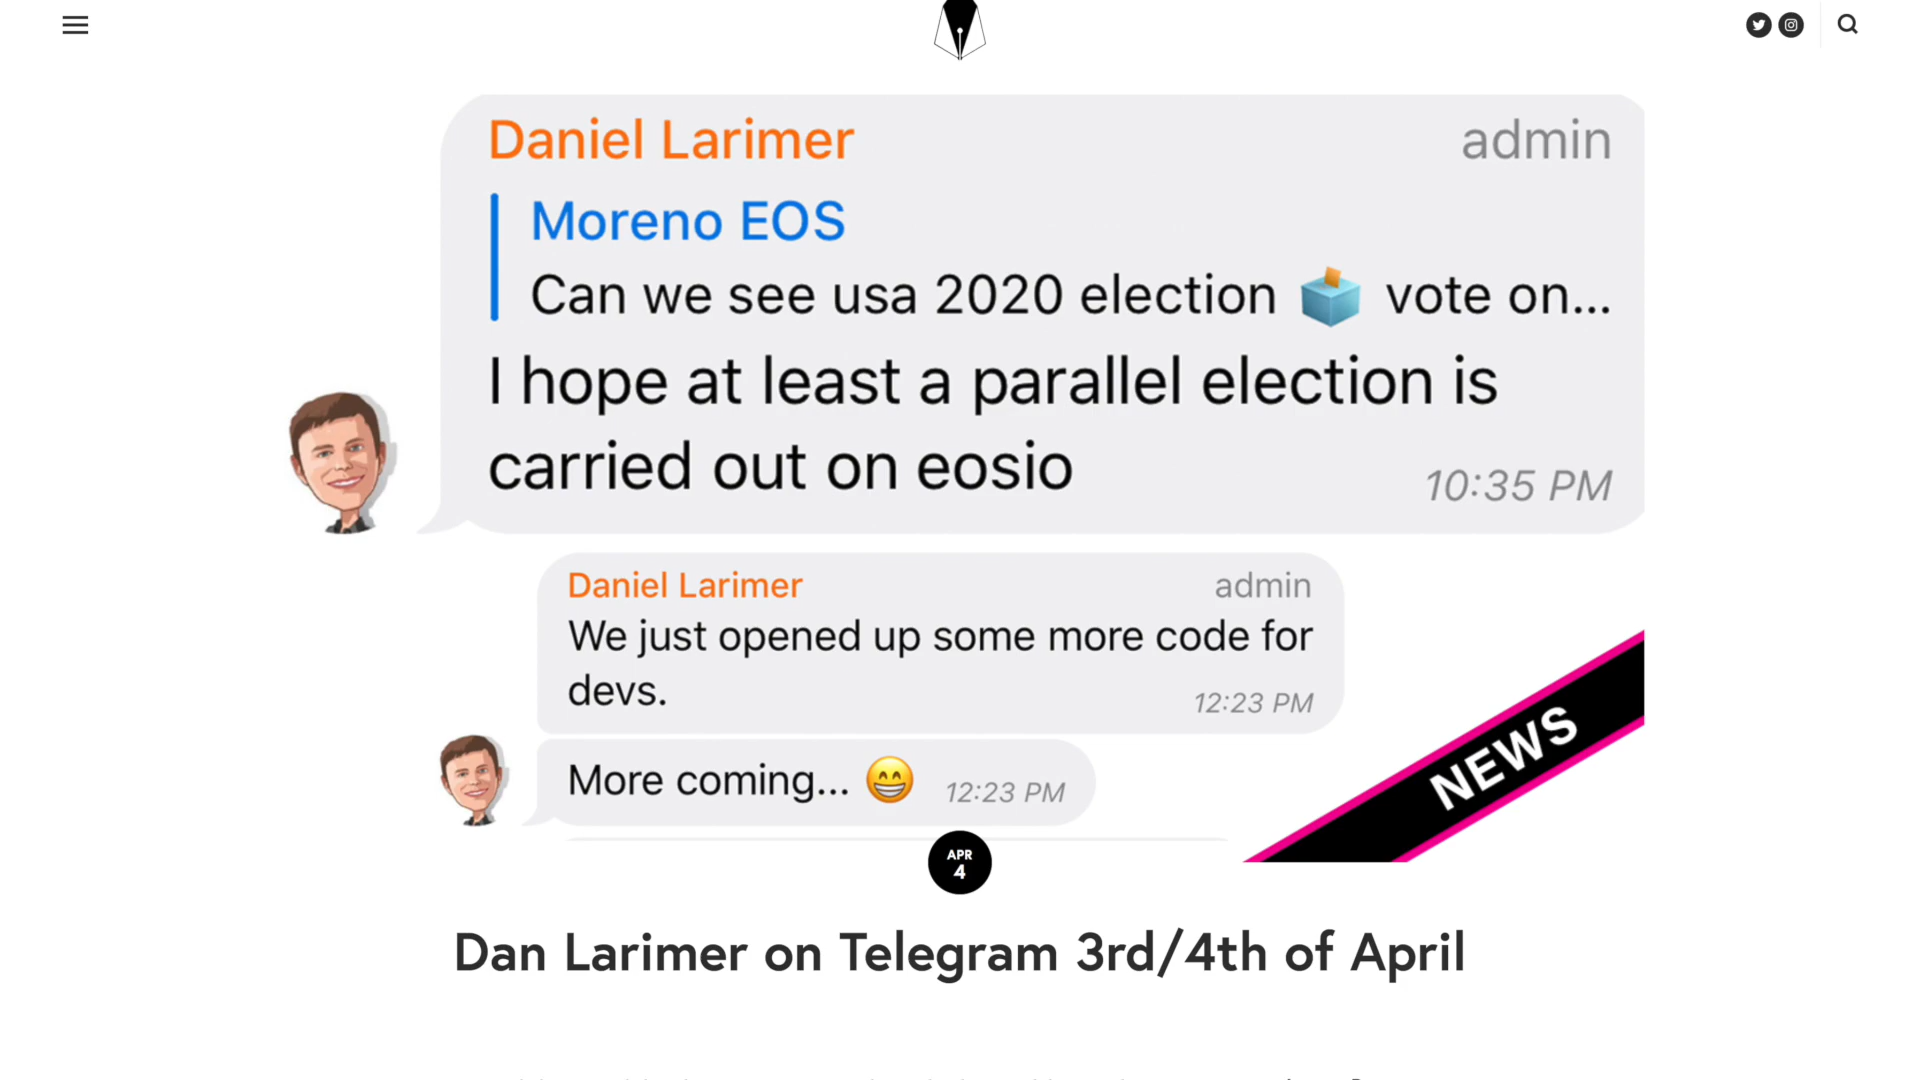 Daniel Larimer admin
Moreno EOS
Can we see usa 2020 election 🗳️ vote on...
I hope at least a parallel election is
carried out on eosio
10:35 PM
Daniel Larimer admin
We just opened up some more code for
devs.
12:23 PM
More coming... 😁 12:23 PM
NEWS
APR
4
Dan Larimer on Telegram 3rd/4th of April